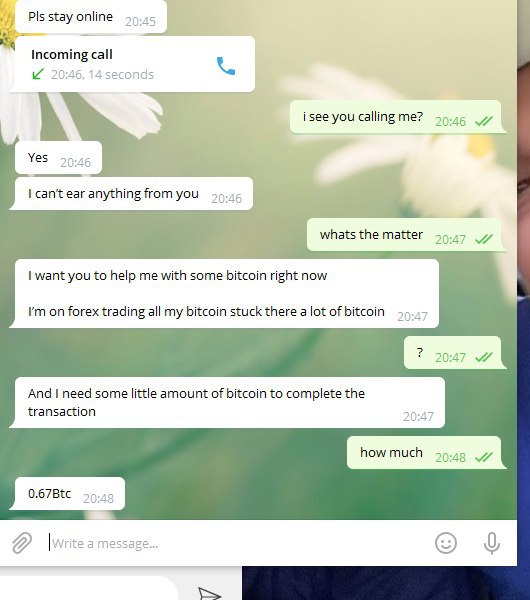 Pls stay online 20:45
Incoming call
20:46, 14 seconds
i see you calling me? 20:46
Yes 20:46
I can't ear anything from you 20:46
whats the matter 20:47
I want you to help me with some bitcoin right now
I'm on forex trading all my bitcoin stuck there a lot of bitcoin 20:47
? 20:47
And I need some little amount of bitcoin to complete the
transaction 20:47
how much 20:48
0.67Btc 20:48
Write a message...